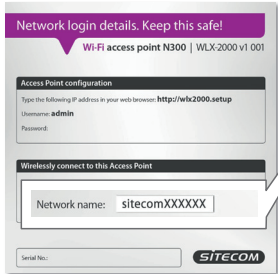 Network login details. Keep this safe!
Wi-Fi access point N300 | WLX-2000 v1 001
Access Point configuration
Type the following IP address in your web browser: http://wlx2000.setup
Username: admin
Password:
Wirelessly connect to this Access Point
Network name: sitecomXXXXXX
Serial No.:
SITECOM